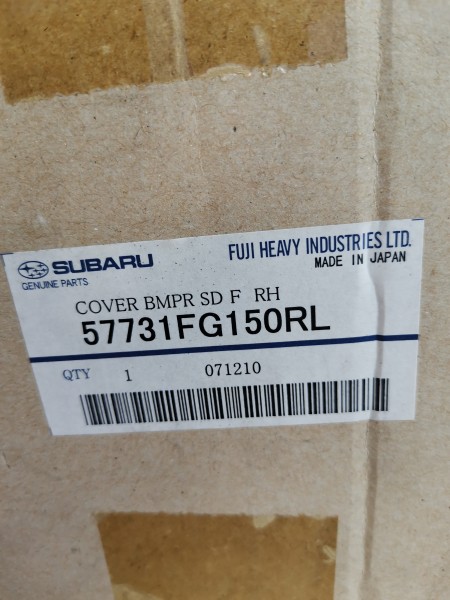 SUBARU
GENUINE PARTS
FUJI HEAVY INDUSTRIES LTD.
MADE IN JAPAN
COVER BMPR SD F RH
57731FG150RL
QTY 1 071210